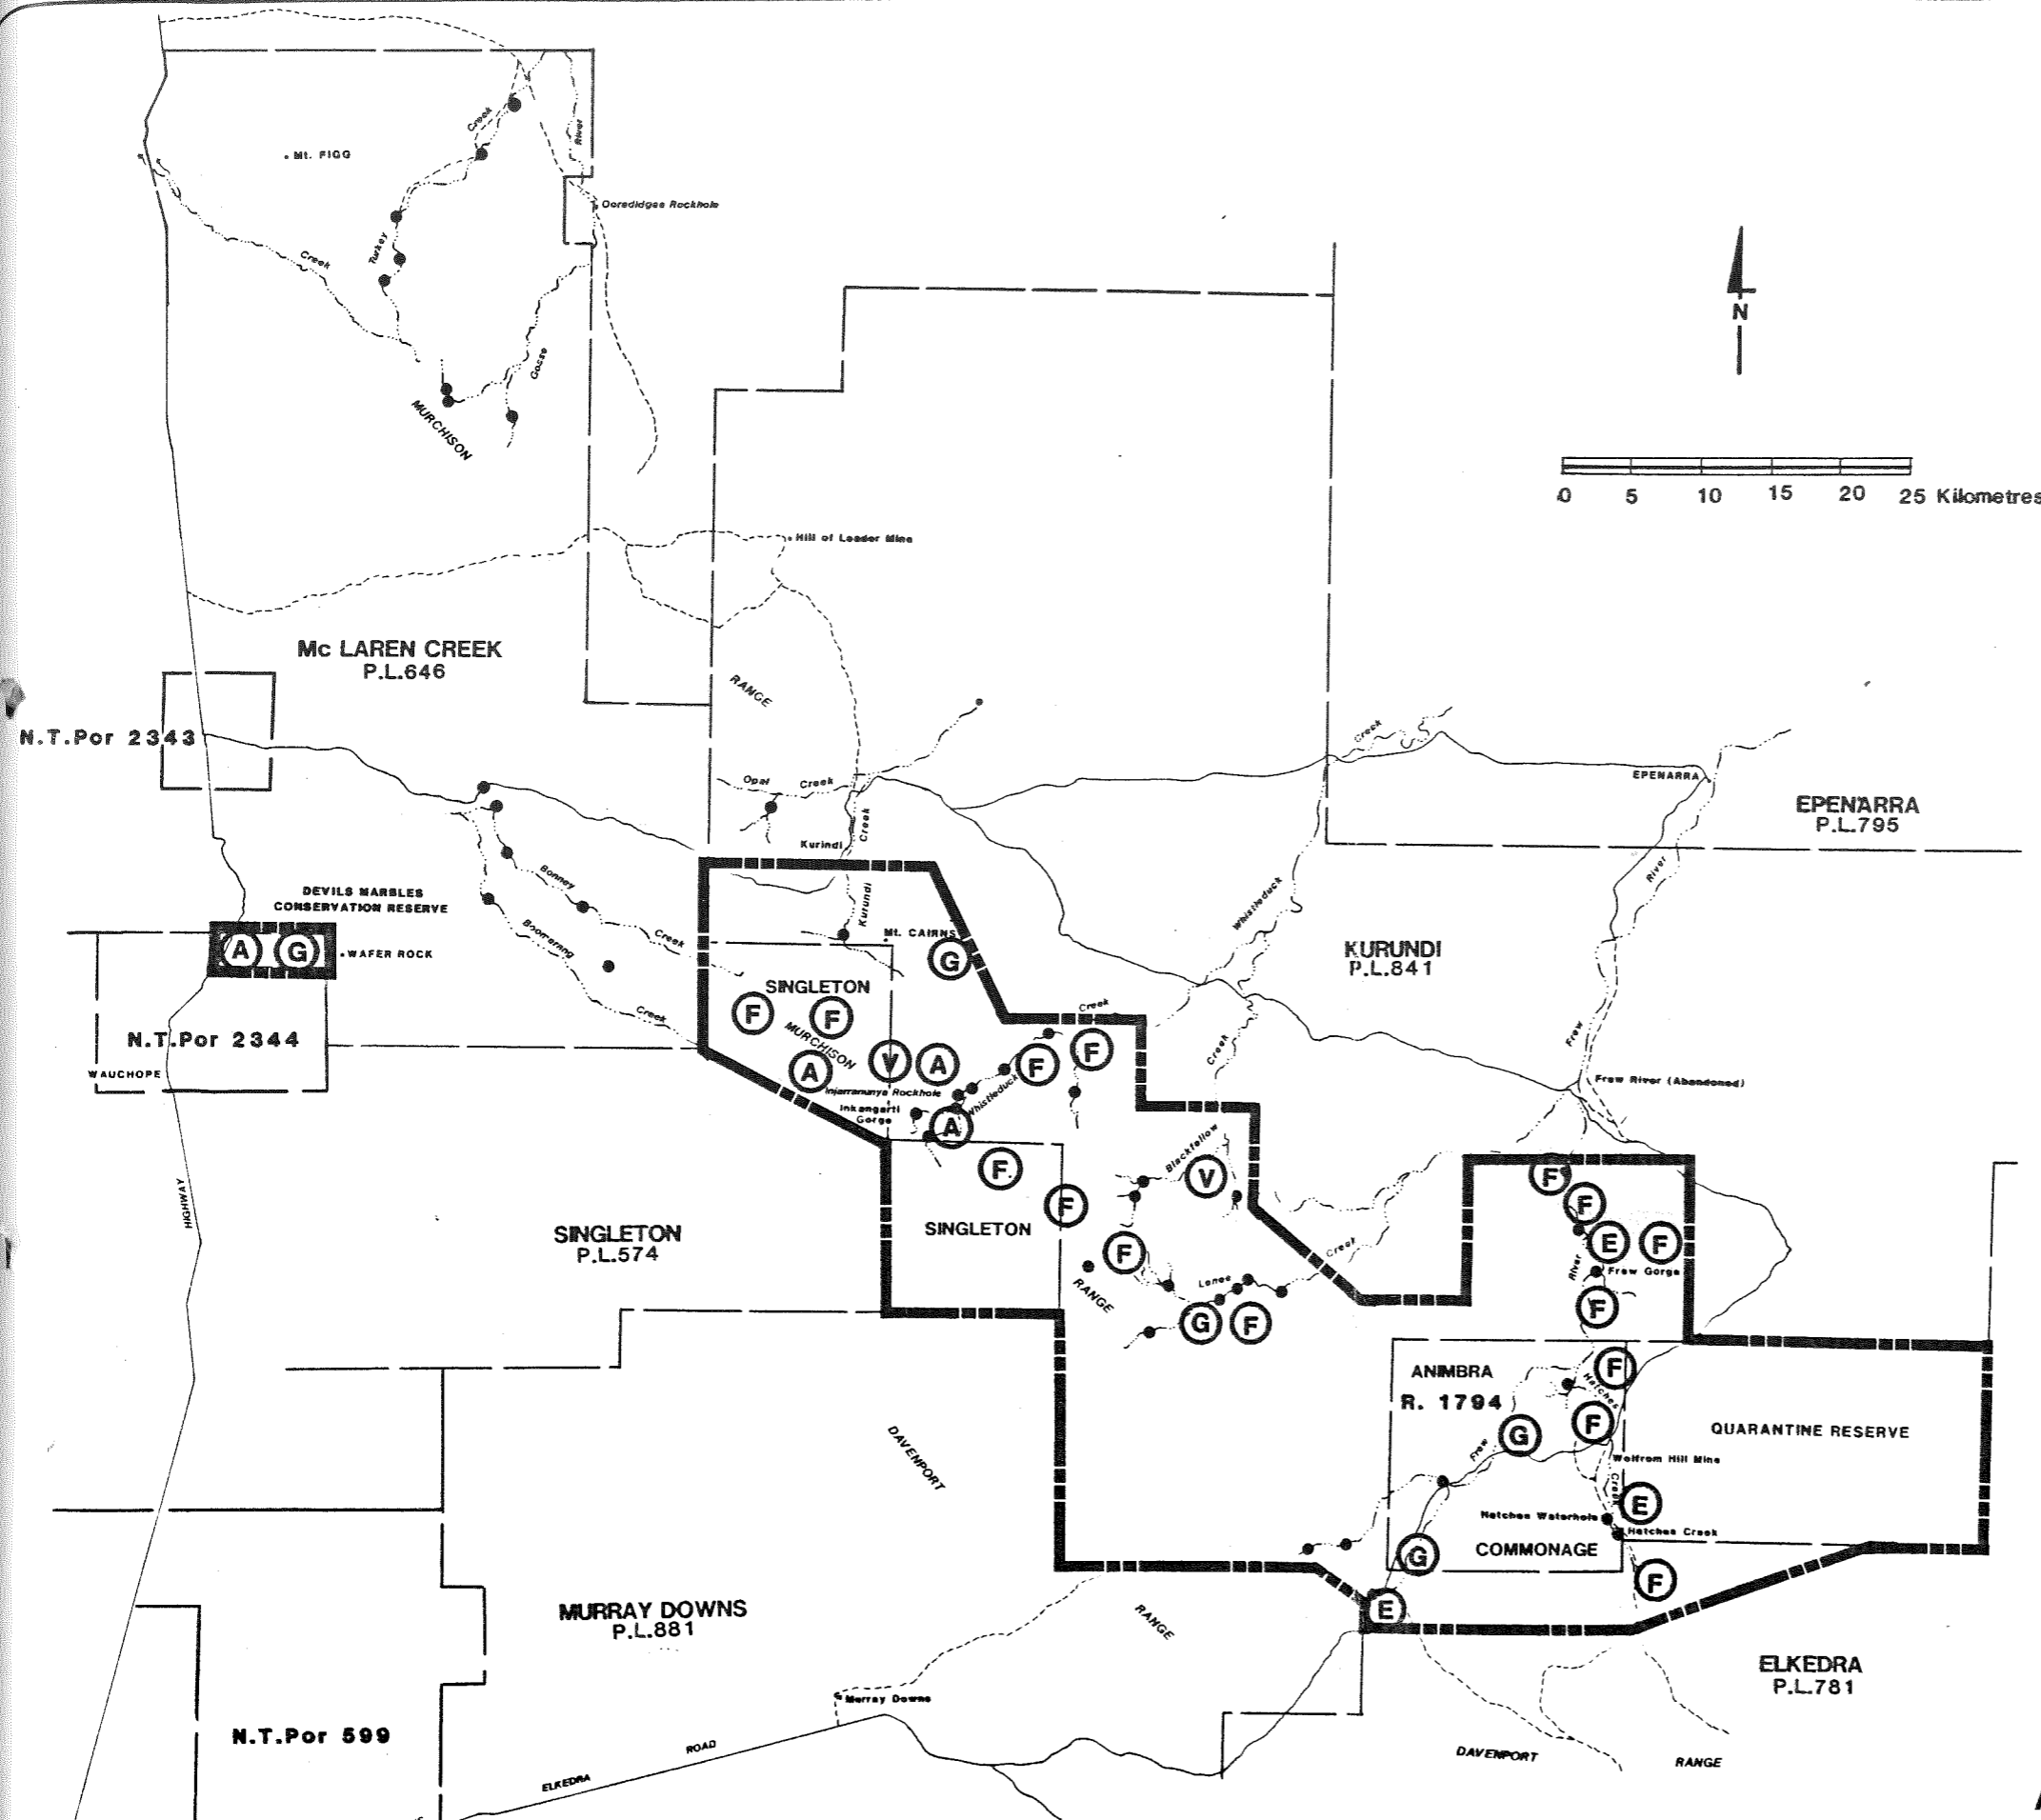 Creek
River
Mt. FIGG
Ooredidgee Rockhole
Turkey
Creek
N
Gosse
MURCHISON
0 5 10 15 20 25 Kilometres
Hill of Leader Mine
Mc LAREN CREEK
P.L.646
RANGE
N.T.Por 2343
Creek
Opal Creek
EPENARRA
EPENARRA
P.L.795
Creek
Kurindi
River
DEVILS MARBLES
CONSERVATION RESERVE
Bonney
Whistleduck
Kurundi
Boomerang
Creek
Mt. CAIRNS
A G
WAFER ROCK
G
KURUNDI
P.L.841
SINGLETON
Creek
Creek
F F
MURCHISON
Frew
Creek
N.T.Por 2344
WAUCHOPE
A V A F F
Frew River (Abandoned)
Injarranunya Rockhole
Whistleduck
Inkangarti
Gorge
A
Blackfellow
F
V
F
HIGHWAY
F
F
SINGLETON
P.L.574
SINGLETON
F
Creek
E F
River
Frew Gorge
RANGE
Lenee
G F
F
ANIMBRA
R. 1794
F
Hatches
F
G
QUARANTINE RESERVE
DAVENPORT
Frew
Wolfrom Hill Mine
Creek
E
Hatches Waterhole
Hatches Creek
COMMONAGE
G
F
MURRAY DOWNS
P.L.881
E
RANGE
ELKEDRA
P.L.781
Murray Downs
N.T.Por 599
ROAD
ELKEDRA
DAVENPORT
RANGE